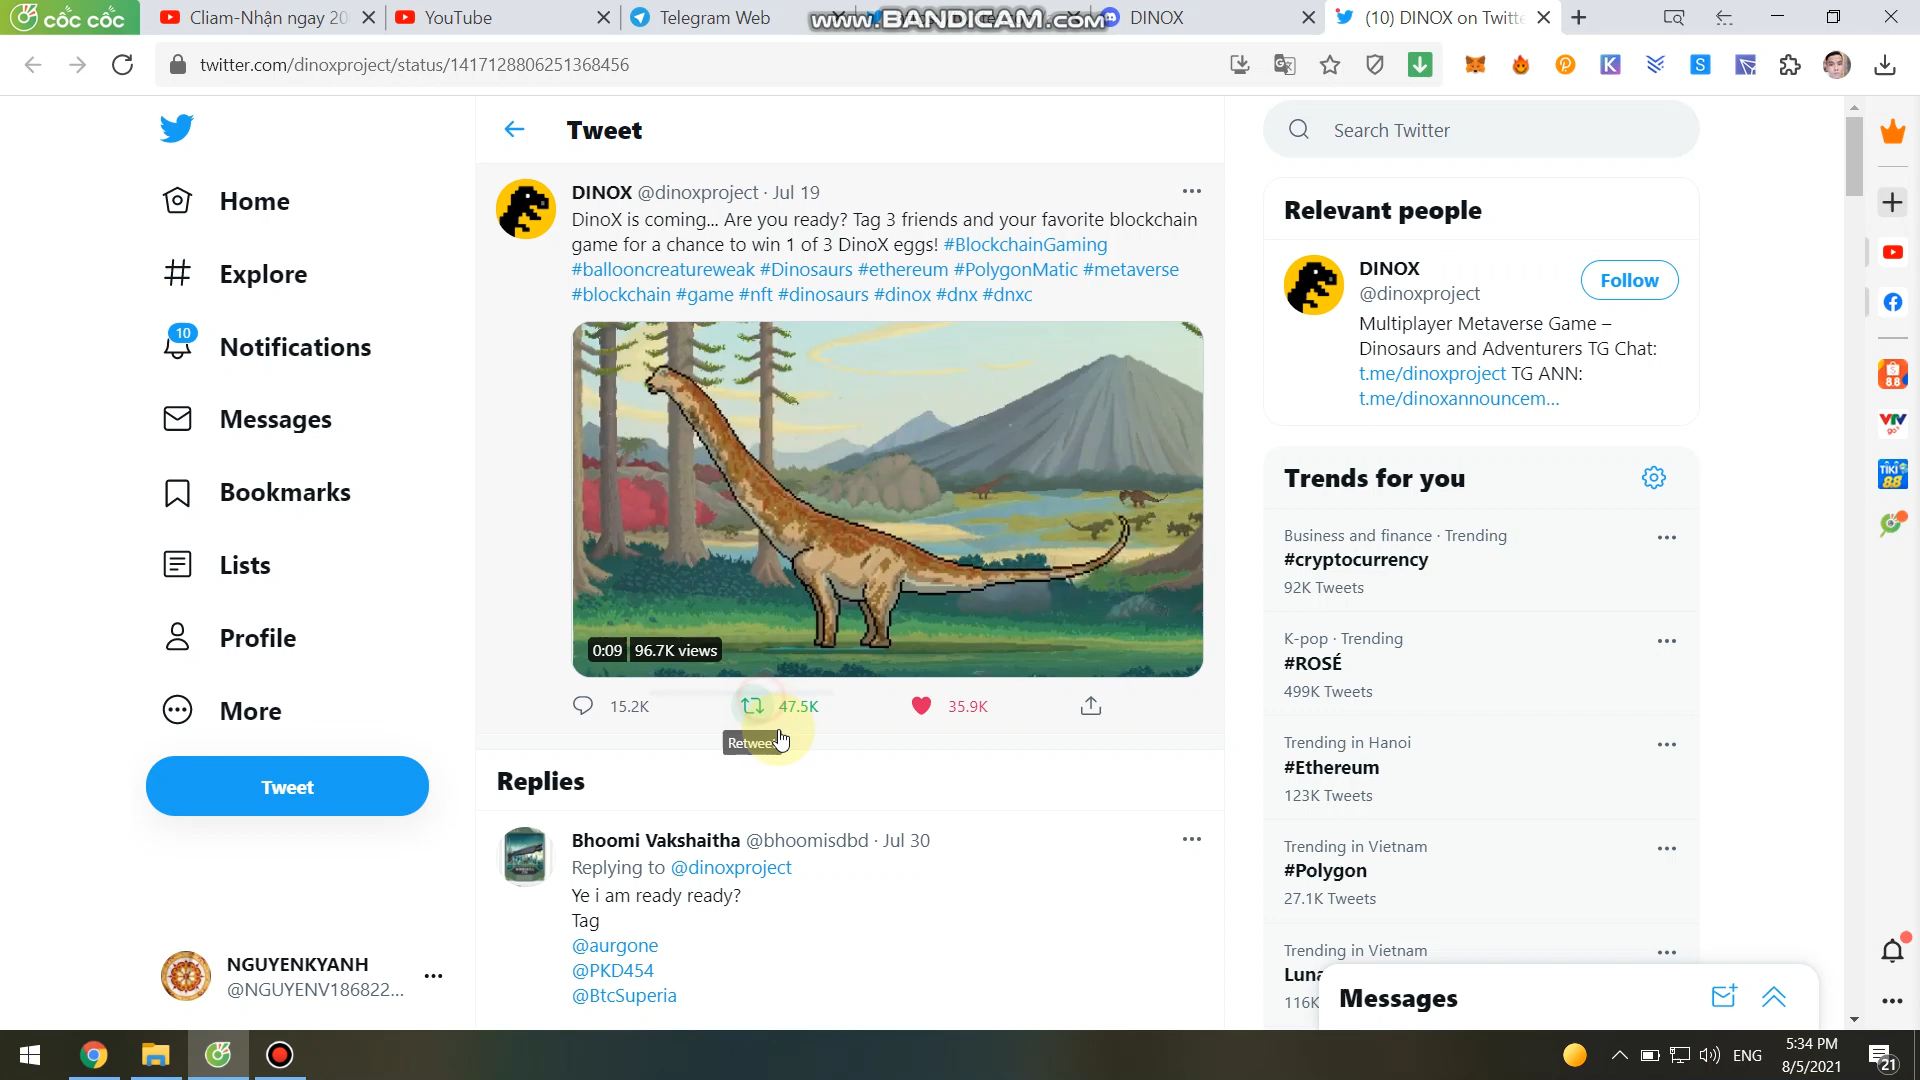 cốc cốc
Cliam-Nhận ngay 20
YouTube
Telegram Web
www.BANDICAM.com
DINOX
(10) DINOX on Twitte
twitter.com/dinoxproject/status/1417128806251368456
Home
Explore
10
Notifications
Messages
Bookmarks
Lists
Profile
More
Tweet
NGUYENKYANH
@NGUYENV186822...
Tweet
DINOX @dinoxproject · Jul 19
DinoX is coming... Are you ready? Tag 3 friends and your favorite blockchain
game for a chance to win 1 of 3 DinoX eggs! #BlockchainGaming
#ballooncreatureweak #Dinosaurs #ethereum #PolygonMatic #metaverse
#blockchain #game #nft #dinosaurs #dinox #dnx #dnxc
0:09 96.7K views
15.2K 47.5K 35.9K
Retweet
Replies
Bhoomi Vakshaitha @bhoomisdbd · Jul 30
Replying to @dinoxproject
Ye i am ready ready?
Tag
@aurgone
@PKD454
@BtcSuperia
Search Twitter
Relevant people
DINOX
@dinoxproject
Follow
Multiplayer Metaverse Game –
Dinosaurs and Adventurers TG Chat:
t.me/dinoxproject TG ANN:
t.me/dinoxannouncem...
Trends for you
Business and finance · Trending
#cryptocurrency
92K Tweets
K-pop · Trending
#ROSÉ
499K Tweets
Trending in Hanoi
#Ethereum
123K Tweets
Trending in Vietnam
#Polygon
27.1K Tweets
Trending in Vietnam
Luna
116K
Messages
8.8
VTV
go
TIKI
88
ENG
5:34 PM
8/5/2021
21